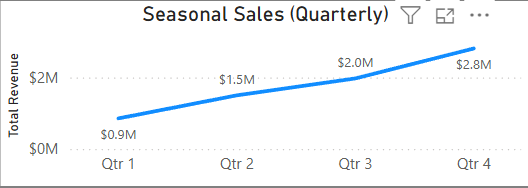 Seasonal Sales (Quarterly)
Total Revenue
$2M
$0M
$0.9M
$1.5M
$2.0M
$2.8M
Qtr 1
Qtr 2
Qtr 3
Qtr 4